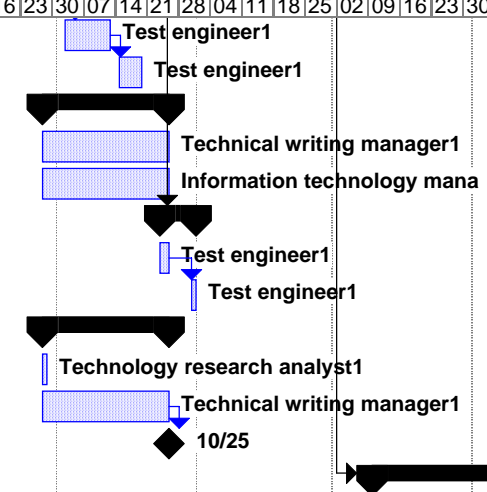 6|23|30|07|14|21|28|04|11|18|25|02|09|16|23|30
Test engineer1
Test engineer1
Technical writing manager1
Information technology mana
Test engineer1
Test engineer1
Technology research analyst1
Technical writing manager1
10/25